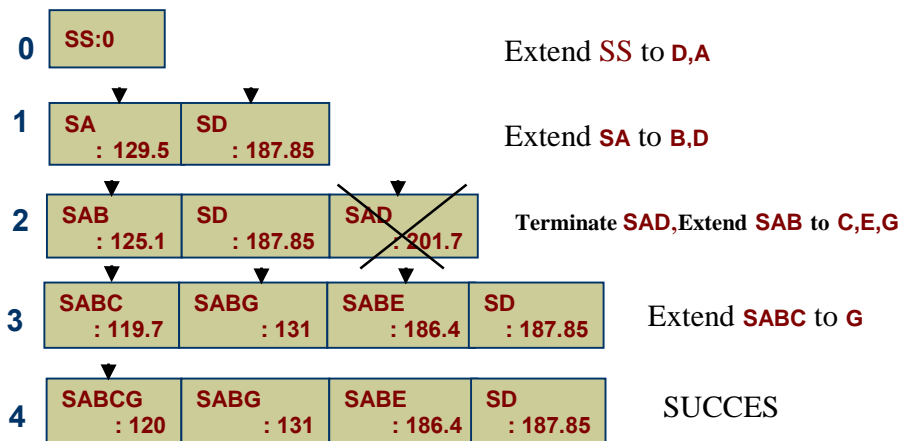 0
SS:0
Extend SS to D,A
1
SA SD
: 129.5 : 187.85
Extend SA to B,D
2
SAB SD SAD
: 125.1 : 187.85 : 201.7
Terminate SAD,Extend SAB to C,E,G
3
SABC SABG SABE SD
: 119.7 : 131 : 186.4 : 187.85
Extend SABC to G
4
SABCG SABG SABE SD
: 120 : 131 : 186.4 : 187.85
SUCCES